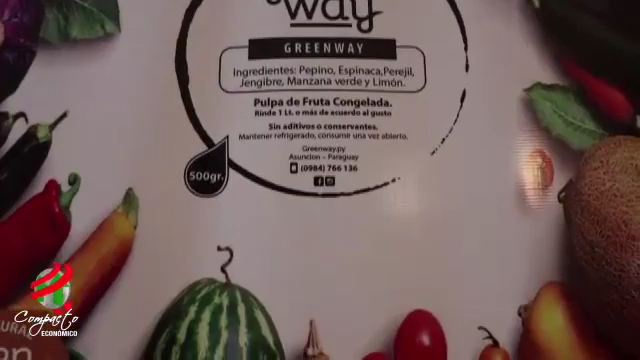 way
GREENWAY
Ingredientes: Pepino, Espinaca,Perejil,
Jengibre, Manzana verde y Limón.
Pulpa de Fruta Congelada.
Rinde 1 Lt. o más de acuerdo al gusto
Sin aditivos o conservantes.
Mantener refrigerado, consumir una vez abierto.
Greenway.py
Asuncion – Paraguay
(0984) 766 136
500gr.
Compacto
ECONÓMICO